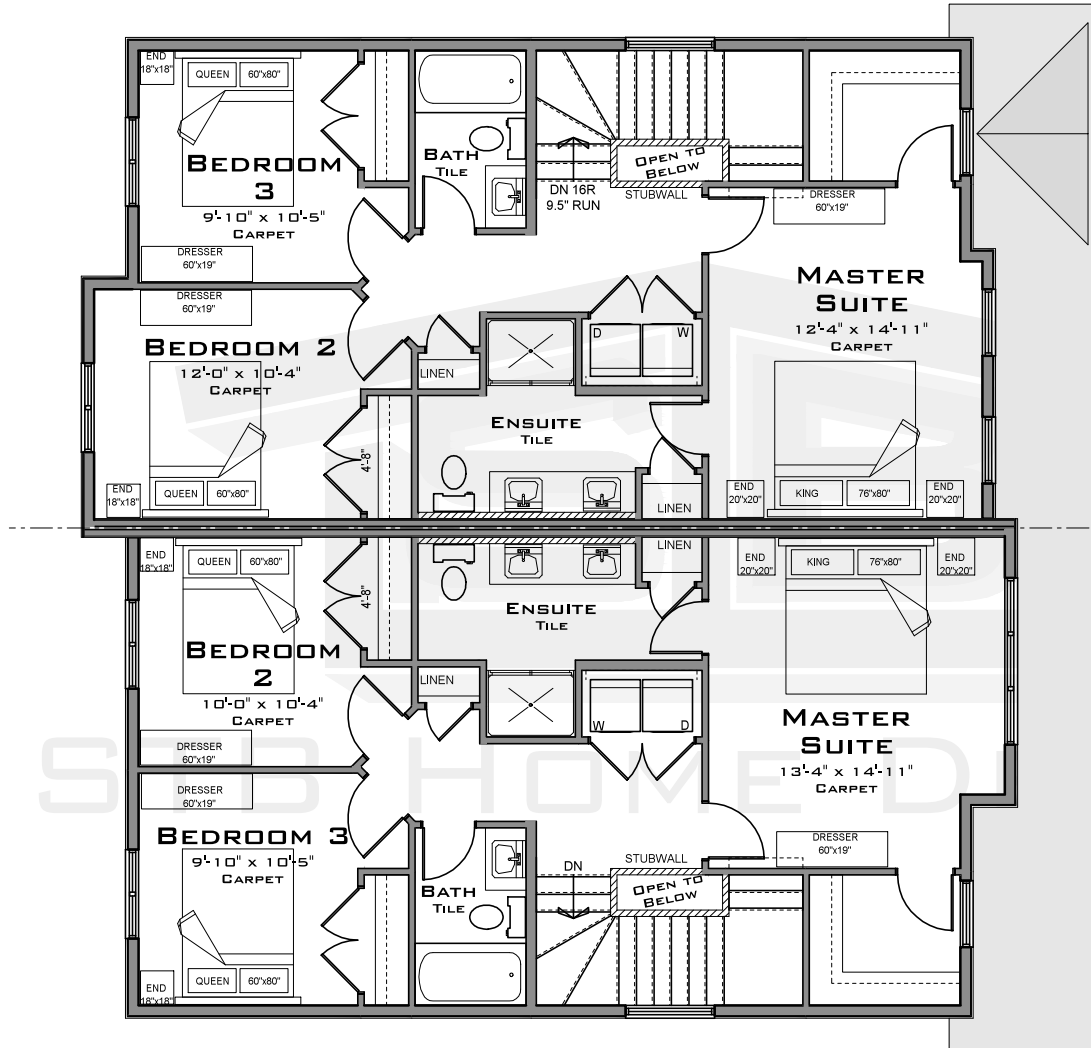 END
18"x18"
QUEEN
60"x80"
BEDROOM
3
9'-10" x 10'-5"
CARPET
DRESSER
60"x19"
BATH
TILE
DN 16R
9.5" RUN
OPEN TO
BELOW
STUBWALL
DRESSER
60"x19"
MASTER
SUITE
12'-4" x 14'-11"
CARPET
DRESSER
60"x19"
BEDROOM 2
12'-0" x 10'-4"
CARPET
D
W
LINEN
4'-8"
ENSUITE
TILE
END
18"x18"
QUEEN
60"x80"
LINEN
END
20"x20"
KING
76"x80"
END
20"x20"
END
18"x18"
QUEEN
60"x80"
4'-8"
LINEN
END
20"x20"
KING
76"x80"
END
20"x20"
ENSUITE
TILE
BEDROOM
2
10'-0" x 10'-4"
CARPET
LINEN
W
D
MASTER
SUITE
13'-4" x 14'-11"
CARPET
DRESSER
60"x19"
STB HOME D
DRESSER
60"x19"
BEDROOM 3
9'-10" x 10'-5"
CARPET
DRESSER
60"x19"
BATH
TILE
DN
STUBWALL
OPEN TO
BELOW
END
18"x18"
QUEEN
60"x80"